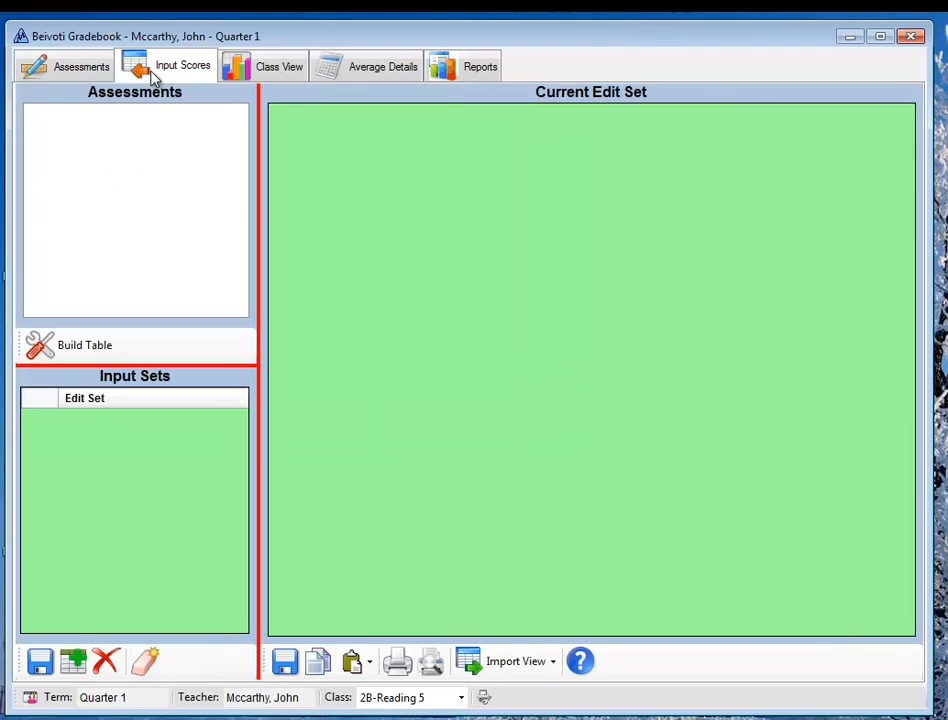 Beivoti Gradebook - Mccarthy, John - Quarter 1
Assessments Input Scores Class View Average Details Reports
Assessments
Current Edit Set
Build Table
Input Sets
Edit Set
Import View
Term: Quarter 1 Teacher: Mccarthy, John Class: 2B-Reading 5